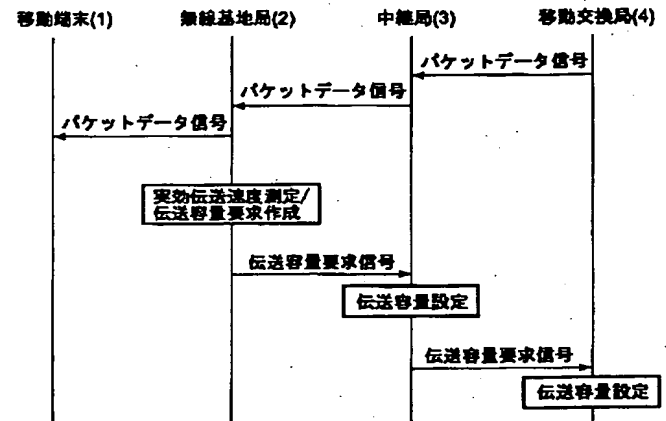 移動端末(1)
無線基地局(2)
中継局(3)
移動交換局(4)
パケットデータ信号
パケットデータ信号
パケットデータ信号
実効伝送速度測定/
伝送容量要求作成
伝送容量要求信号
伝送容量設定
伝送容量要求信号
伝送容量設定